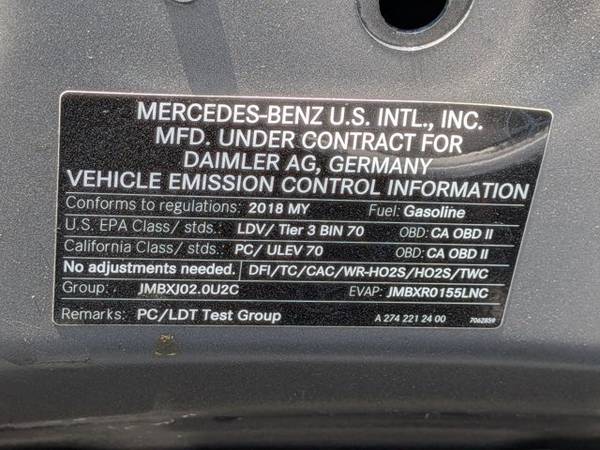 MERCEDES-BENZ U.S. INTL., INC.
MFD. UNDER CONTRACT FOR
DAIMLER AG, GERMANY
VEHICLE EMISSION CONTROL INFORMATION
Conforms to regulations: 2018 MY Fuel: Gasoline
U.S. EPA Class/ stds.: LDV/ Tier 3 BIN 70 OBD: CA OBD II
California Class/ stds.: PC/ ULEV 70 OBD: CA OBD II
No adjustments needed. DFI/TC/CAC/WR-HO2S/HO2S/TWC
Group: JMBXJ02.0U2C EVAP: JMBXR0155LNC
Remarks: PC/LDT Test Group A 274 221 24 00 7062859